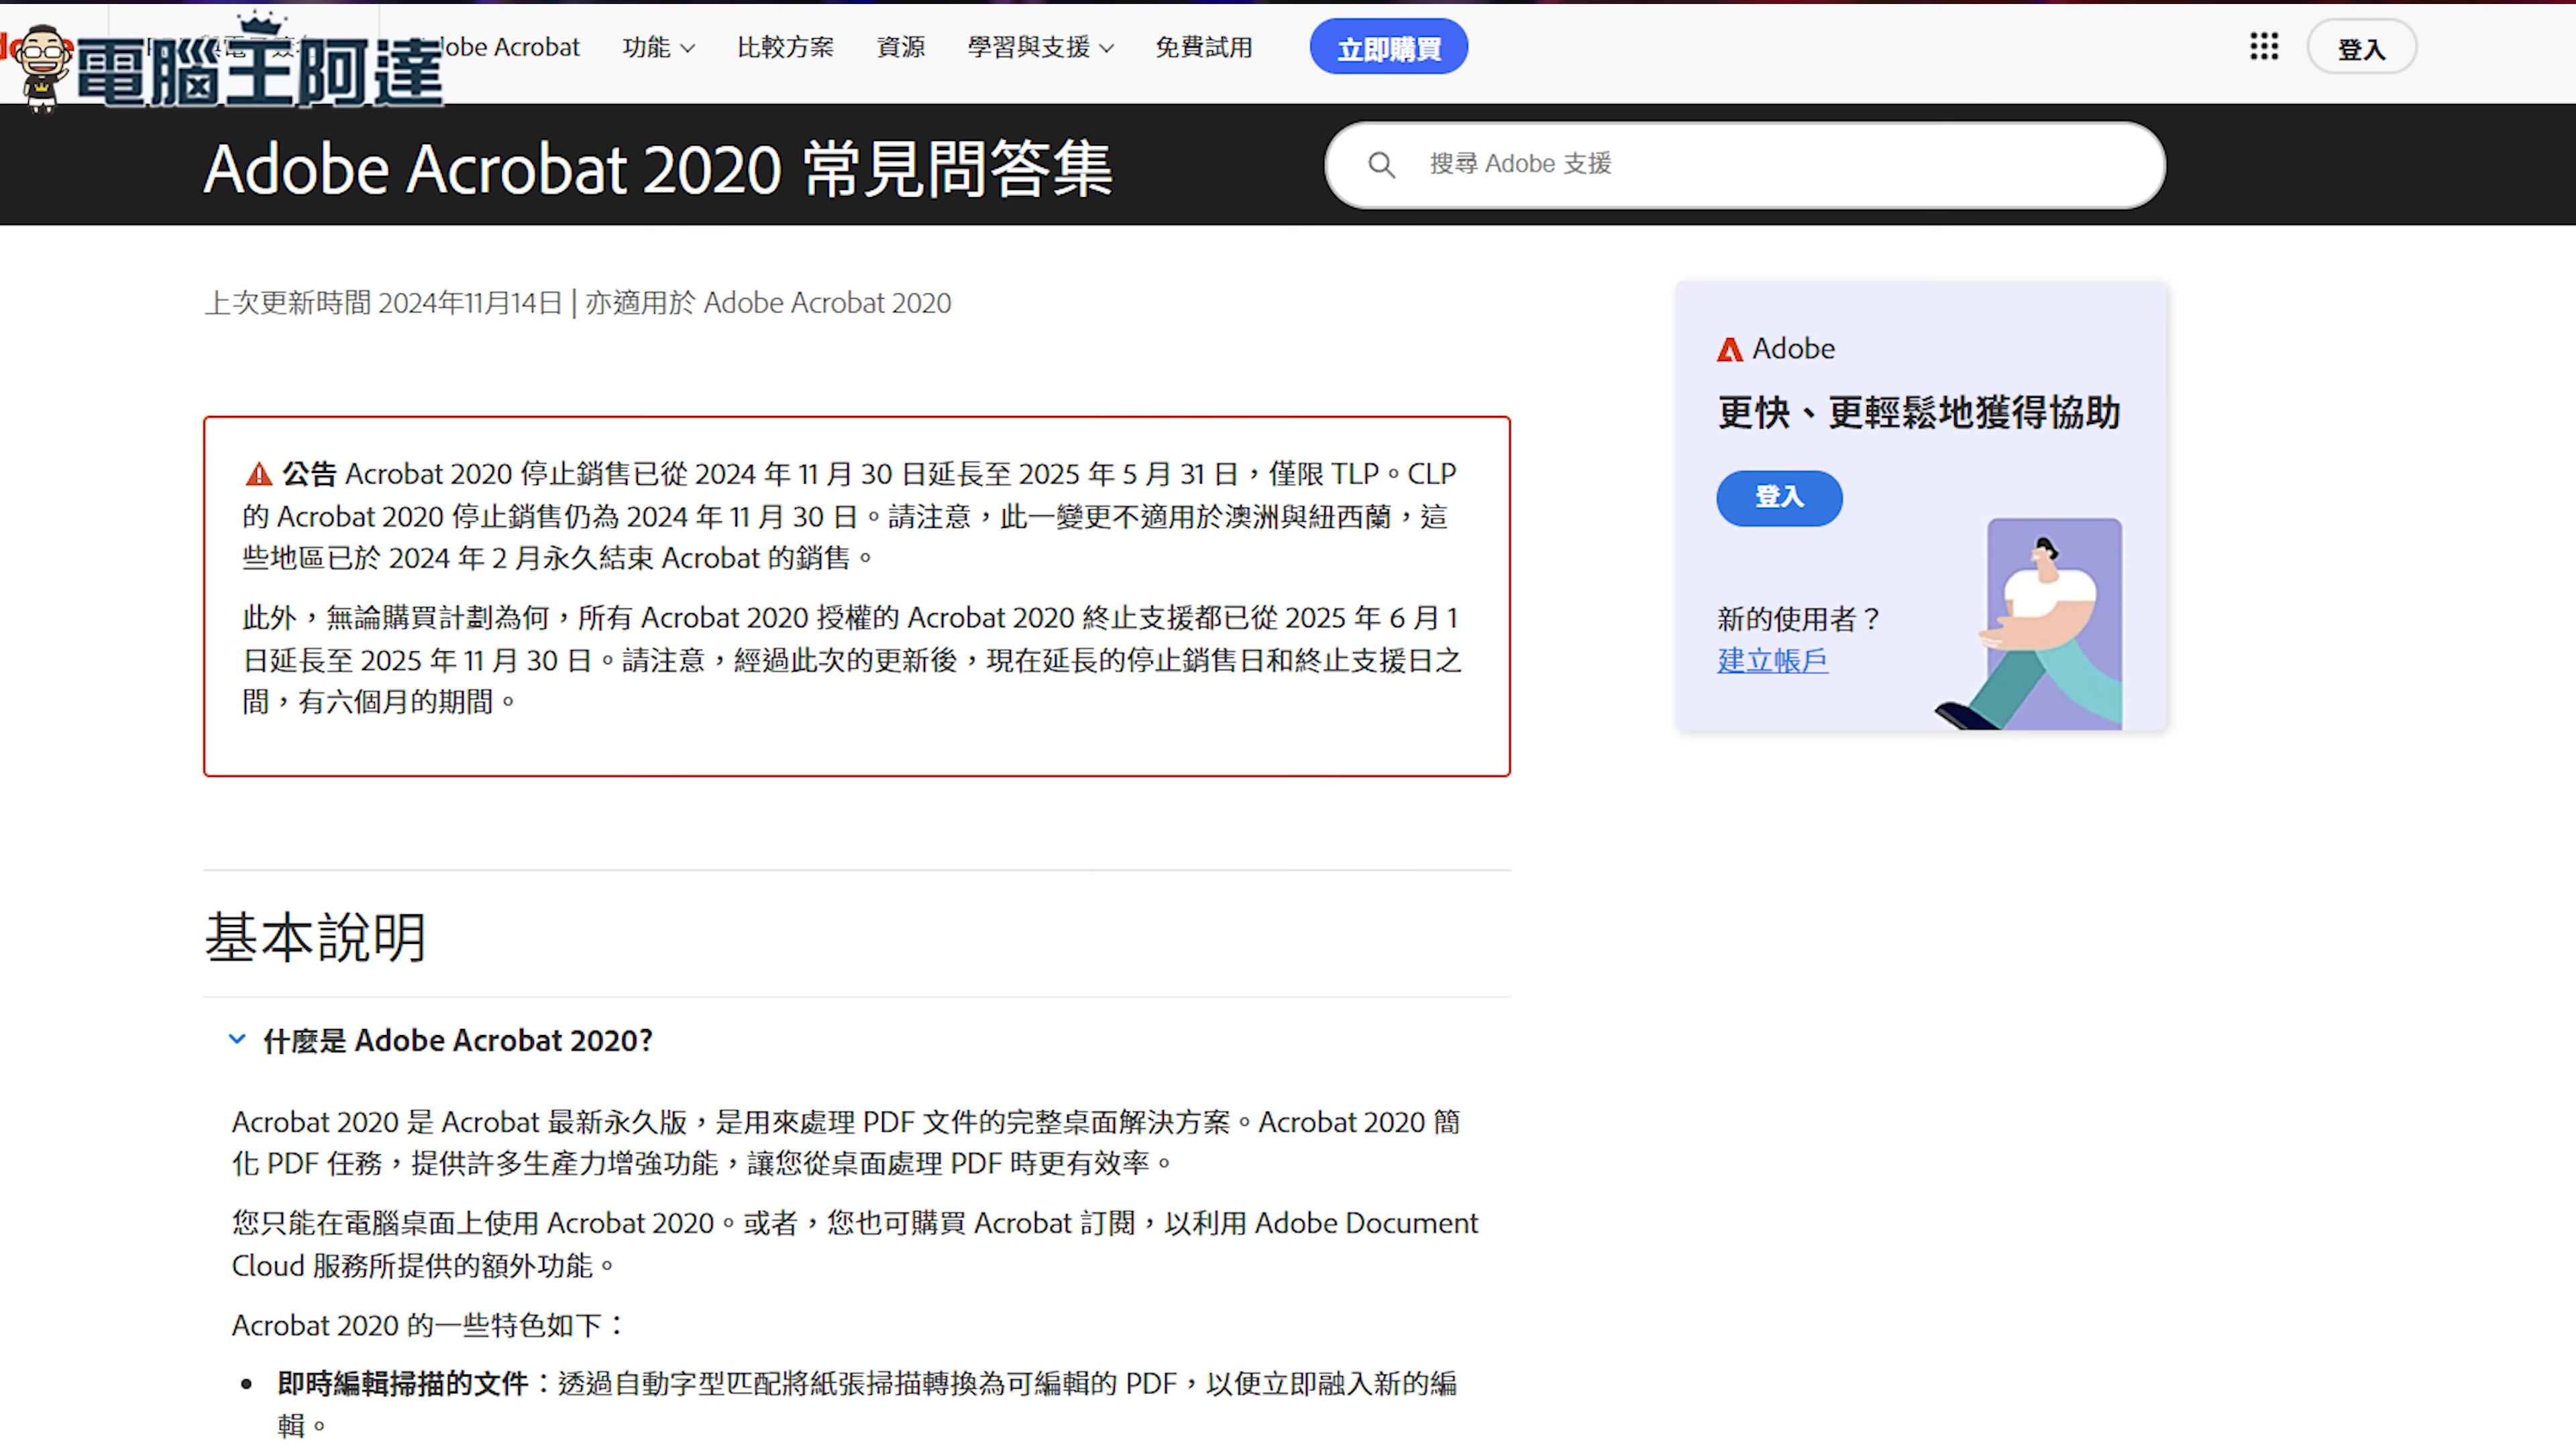 電腦王阿達
Adobe Acrobat 功能 比較方案 資源 學習與支援 免費試用 立即購買 登入
Adobe Acrobat 2020 常見問答集
搜尋 Adobe 支援
上次更新時間 2024年11月14日 | 亦適用於 Adobe Acrobat 2020
公告 Acrobat 2020 停止銷售已從 2024 年 11 月 30 日延長至 2025 年 5 月 31 日，僅限 TLP。CLP
的 Acrobat 2020 停止銷售仍為 2024 年 11 月 30 日。請注意，此一變更不適用於澳洲與紐西蘭，這
些地區已於 2024 年 2 月永久結束 Acrobat 的銷售。
此外，無論購買計劃為何，所有 Acrobat 2020 授權的 Acrobat 2020 終止支援都已從 2025 年 6 月 1
日延長至 2025 年 11 月 30 日。請注意，經過此次的更新後，現在延長的停止銷售日和終止支援日之
間，有六個月的期間。
Adobe
更快、更輕鬆地獲得協助
登入
新的使用者？
建立帳戶
基本說明
什麼是 Adobe Acrobat 2020?
Acrobat 2020 是 Acrobat 最新永久版，是用來處理 PDF 文件的完整桌面解決方案。Acrobat 2020 簡
化 PDF 任務，提供許多生產力增強功能，讓您從桌面處理 PDF 時更有效率。
您只能在電腦桌面上使用 Acrobat 2020。或者，您也可購買 Acrobat 訂閱，以利用 Adobe Document
Cloud 服務所提供的額外功能。
Acrobat 2020 的一些特色如下：
• 即時編輯掃描的文件：透過自動字型匹配將紙張掃描轉換為可編輯的 PDF，以便立即融入新的編
輯。